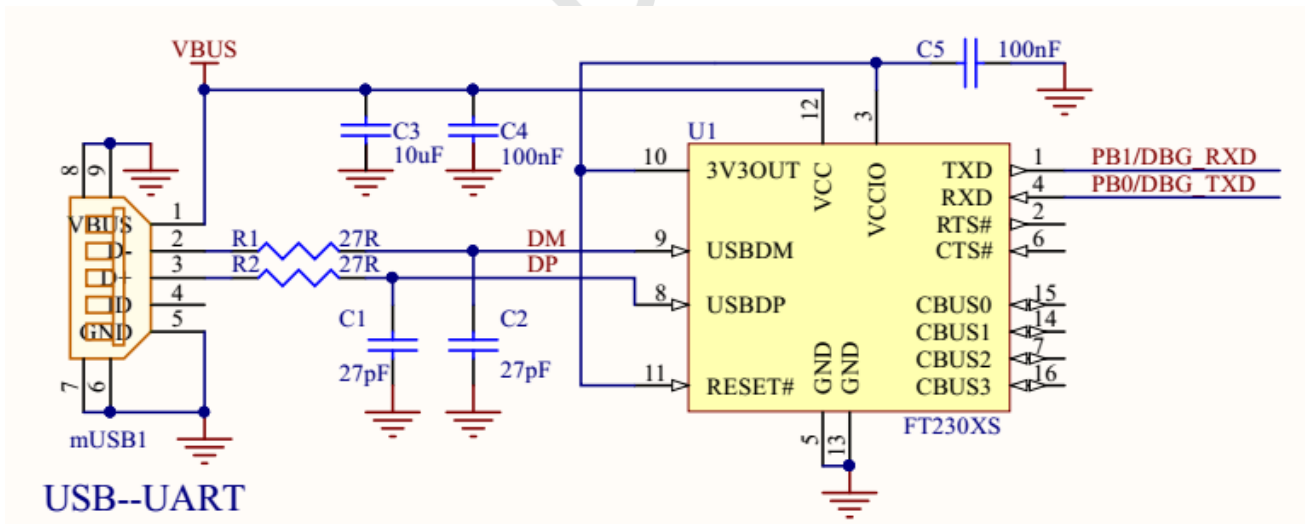 VBUS
C5 100nF
C3
10uF
C4
100nF
12
3
U1
8
9
10 3V3OUT
VCC
VCCIO
TXD 1 PB1/DBG_RXD
RXD 4 PB0/DBG_TXD
RTS# 2
CTS# 6
VBUS 1
D- 2 R1 27R DM 9 USBDM
D+ 3 R2 27R DP
ID 4
8 USBDP
GND 5
C1
27pF
C2
27pF
CBUS0 15
CBUS1 14
CBUS2 7
CBUS3 16
11 RESET#
GND
GND
7
6
5
13
mUSB1
FT230XS
USB--UART